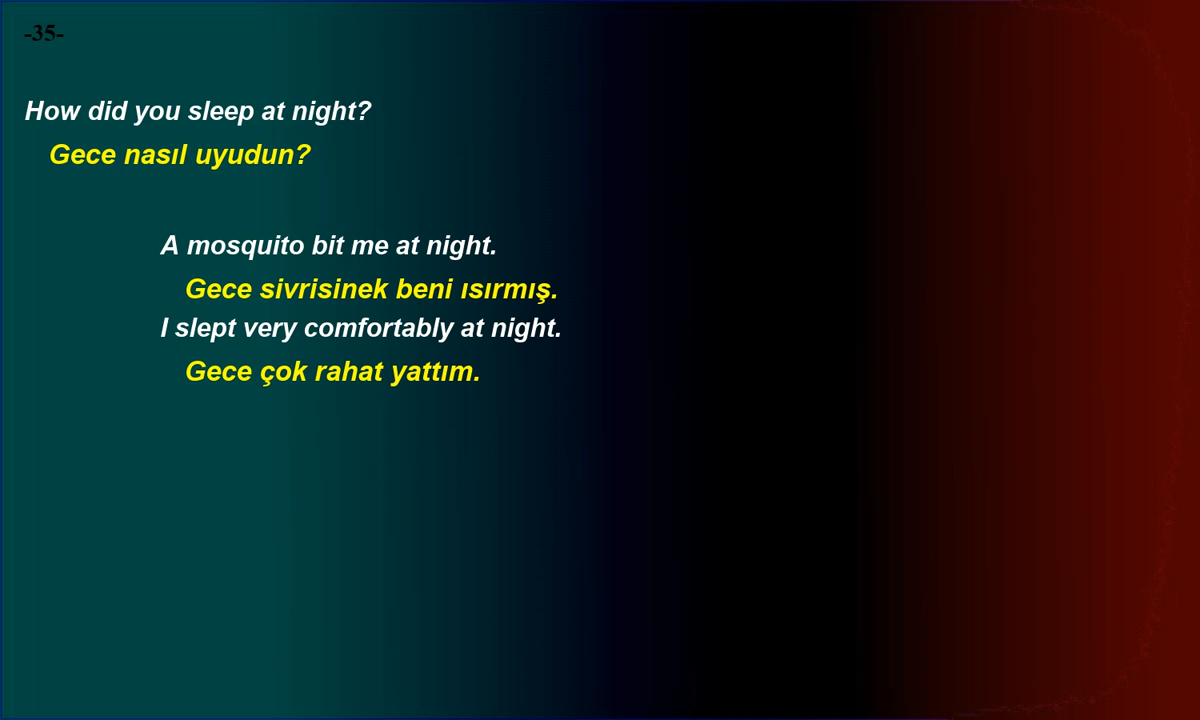 -35-
How did you sleep at night?
Gece nasıl uyudun?
A mosquito bit me at night.
Gece sivrisinek beni ısırmış.
I slept very comfortably at night.
Gece çok rahat yattım.